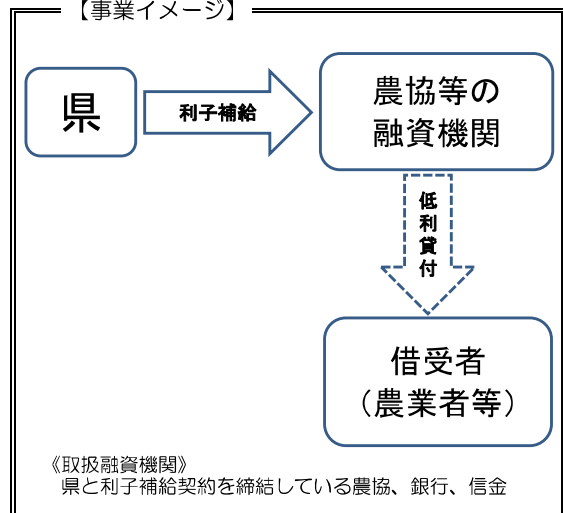 【事業イメージ】
県
利子補給
農協等の
融資機関
低利貸付
借受者
（農業者等）
《取扱融資機関》
県と利子補給契約を締結している農協、銀行、信金